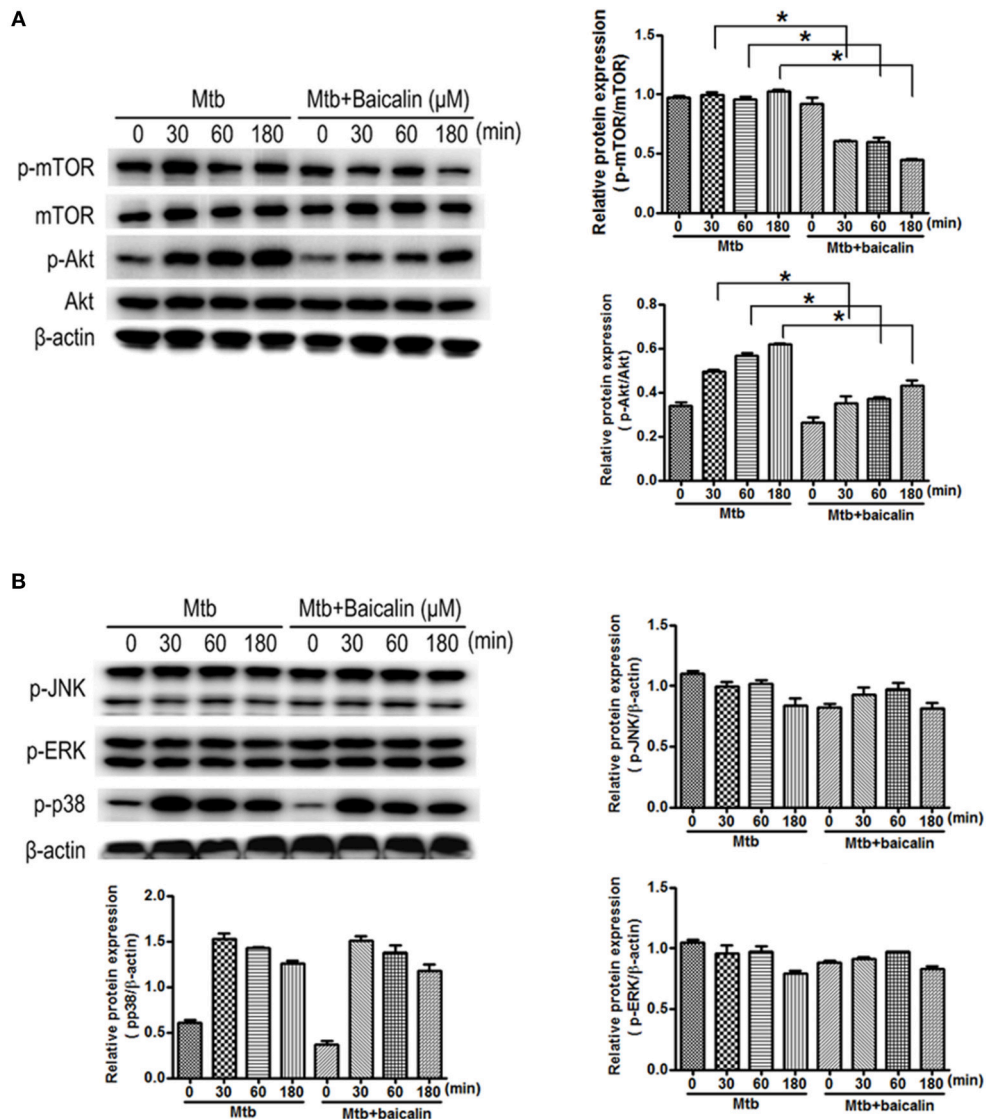 A
Mtb Mtb+Baicalin (μM)
0 30 60 180 0 30 60 180 (min)
p-mTOR
mTOR
p-Akt
Akt
β-actin
Relative protein expression
( p-mTOR/mTOR)
1.5
1.0
0.5
0.0
* * *
0 30 60 180 0 30 60 180 (min)
Mtb Mtb+baicalin
Relative protein expression
( p-Akt/Akt)
0.8
0.6
0.4
0.2
0.0
* * *
0 30 60 180 0 30 60 180 (min)
Mtb Mtb+baicalin
B
Mtb Mtb+Baicalin (μM)
0 30 60 180 0 30 60 180 (min)
p-JNK
p-ERK
p-p38
β-actin
Relative protein expression
( p-JNK/β-actin)
1.5
1.0
0.5
0.0
0 30 60 180 0 30 60 180 (min)
Mtb Mtb+baicalin
Relative protein expression
( pp38/β-actin)
2.0
1.5
1.0
0.5
0.0
0 30 60 180 0 30 60 180 (min)
Mtb Mtb+baicalin
Relative protein expression
( p-ERK/β-actin)
1.5
1.0
0.5
0.0
0 30 60 180 0 30 60 180 (min)
Mtb Mtb+baicalin